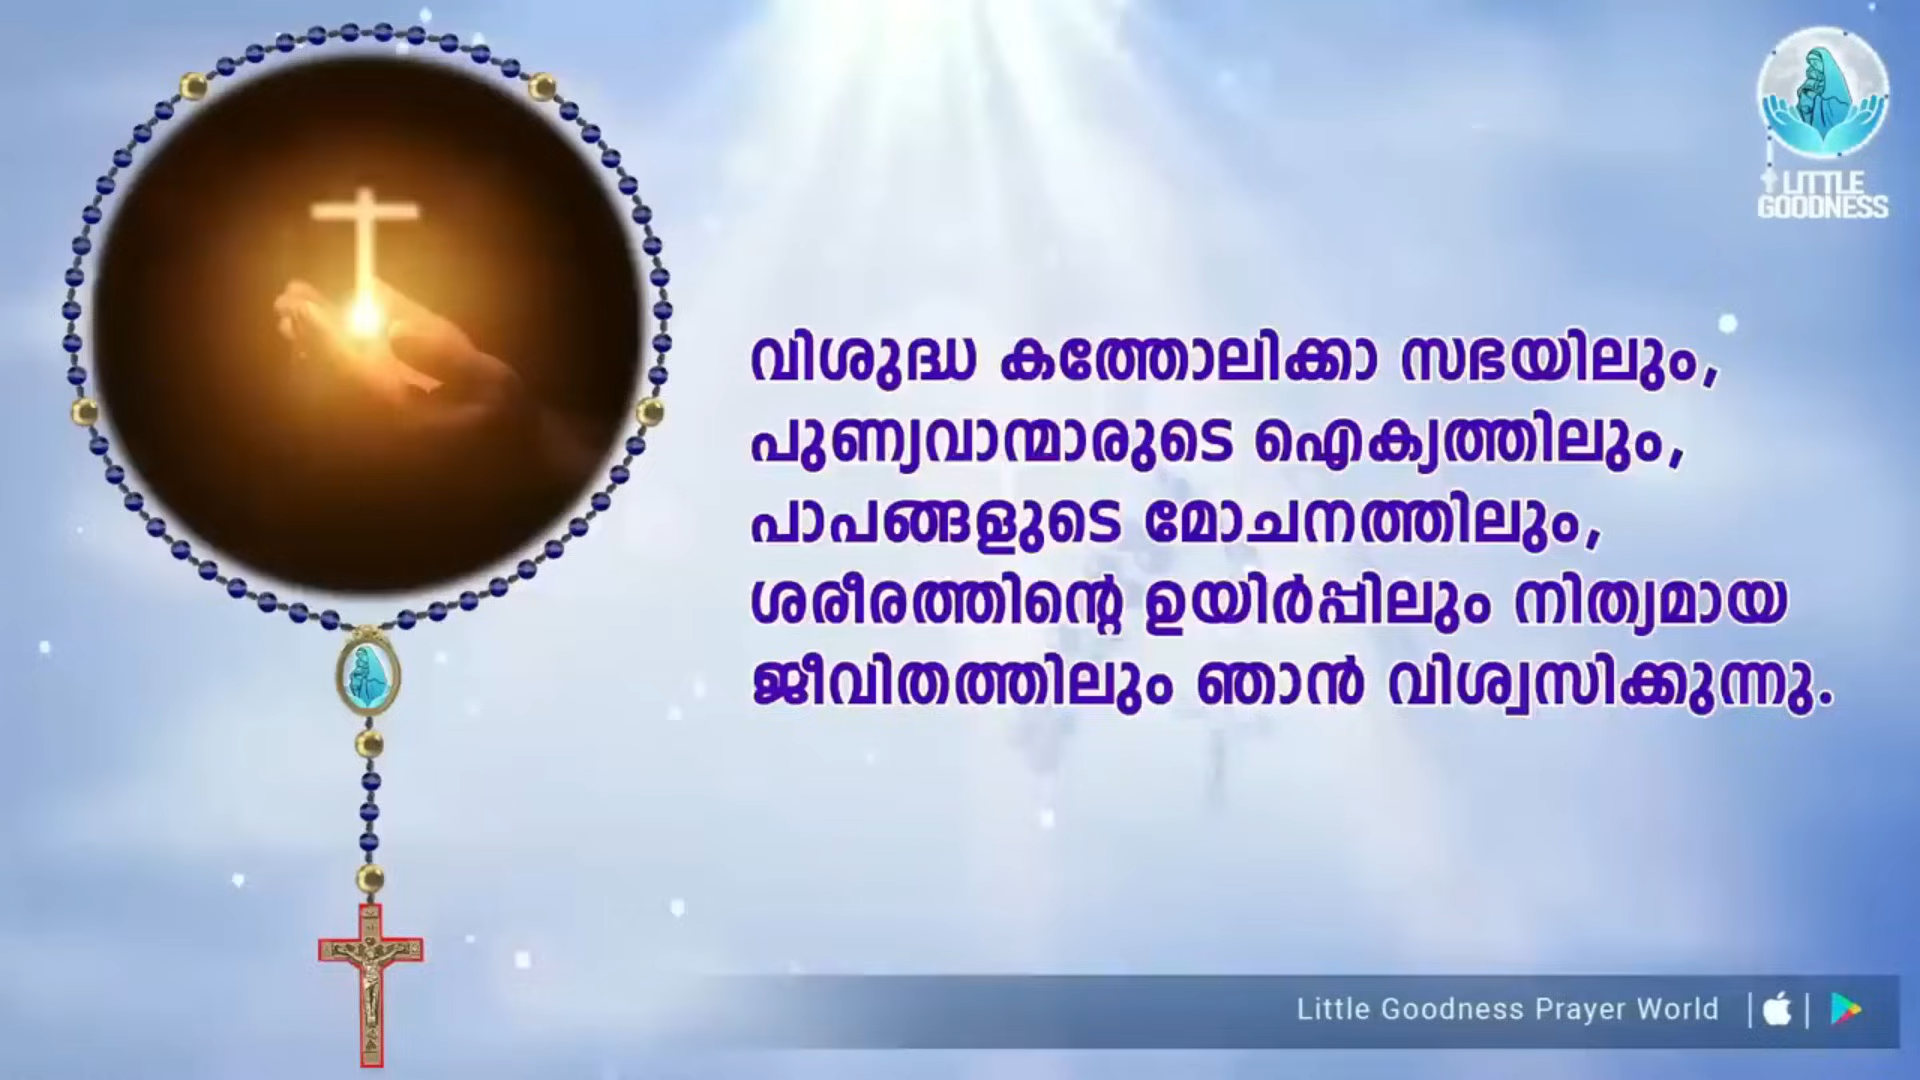 LITTLE
GOODNESS
വിശുദ്ധ കത്തോലിക്കാ സഭയിലും,
പുണ്യവാന്മാരുടെ ഐക്യത്തിലും,
പാപങ്ങളുടെ മോചനത്തിലും,
ശരീരത്തിന്റെ ഉയിർപ്പിലും നിത്യമായ
ജീവിതത്തിലും ഞാൻ വിശ്വസിക്കുന്നു.
Little Goodness Prayer World